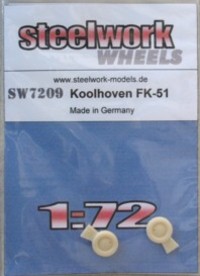 steelwork
WHEELS
www.steelwork-models.de
SW7209 Koolhoven FK-51
Made in Germany
1:72